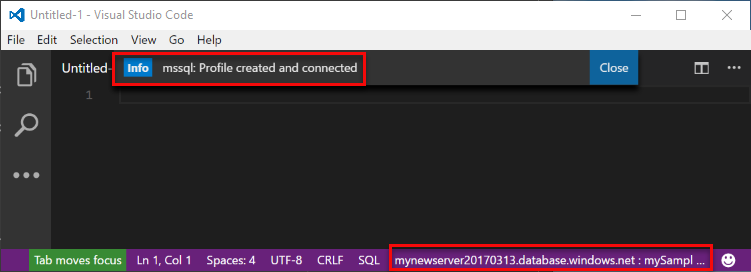 Untitled-1 - Visual Studio Code
File Edit Selection View Go Help
Untitled- Info mssql: Profile created and connected Close ...
1
Tab moves focus Ln 1, Col 1 Spaces: 4 UTF-8 CRLF SQL mynewserver20170313.database.windows.net : mySampl ...